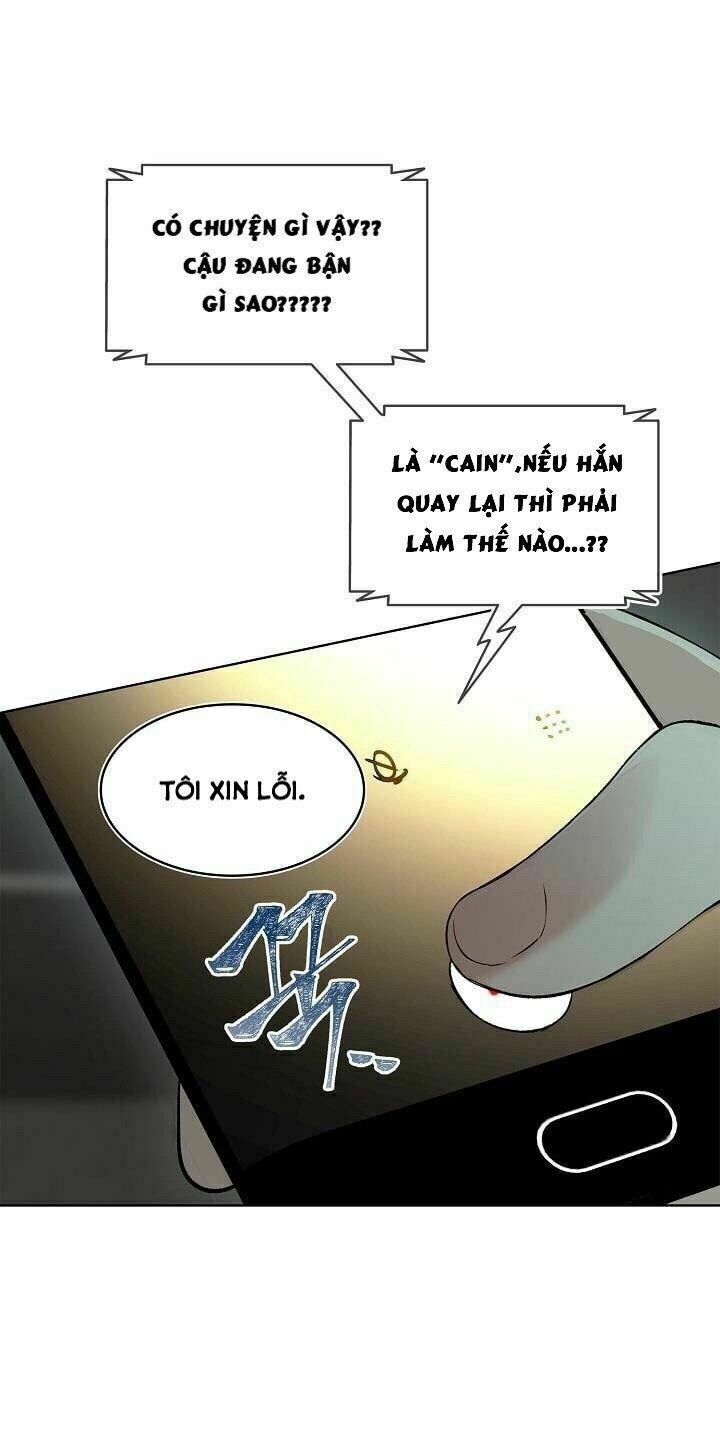 CÓ CHUYỆN GÌ VẬY??
CẬU ĐANG BẬN
GÌ SAO?????
LÀ "CAIN",NẾU HẮN
QUAY LẠI THÌ PHẢI
LÀM THẾ NÀO...??
TÔI XIN LỖI.